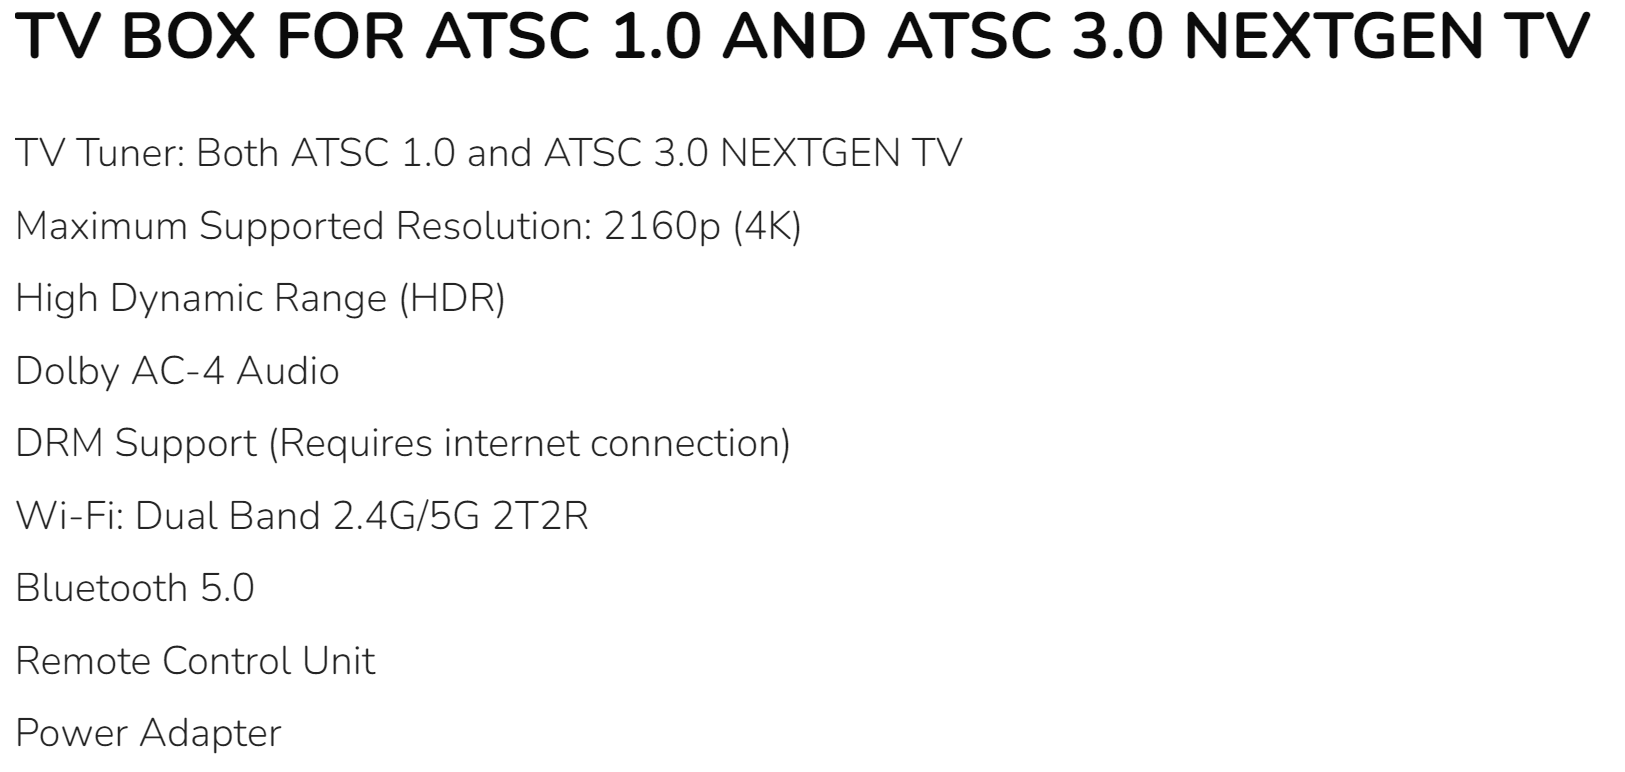 TV BOX FOR ATSC 1.0 AND ATSC 3.0 NEXTGEN TV
TV Tuner: Both ATSC 1.0 and ATSC 3.0 NEXTGEN TV
Maximum Supported Resolution: 2160p (4K)
High Dynamic Range (HDR)
Dolby AC-4 Audio
DRM Support (Requires internet connection)
Wi-Fi: Dual Band 2.4G/5G 2T2R
Bluetooth 5.0
Remote Control Unit
Power Adapter